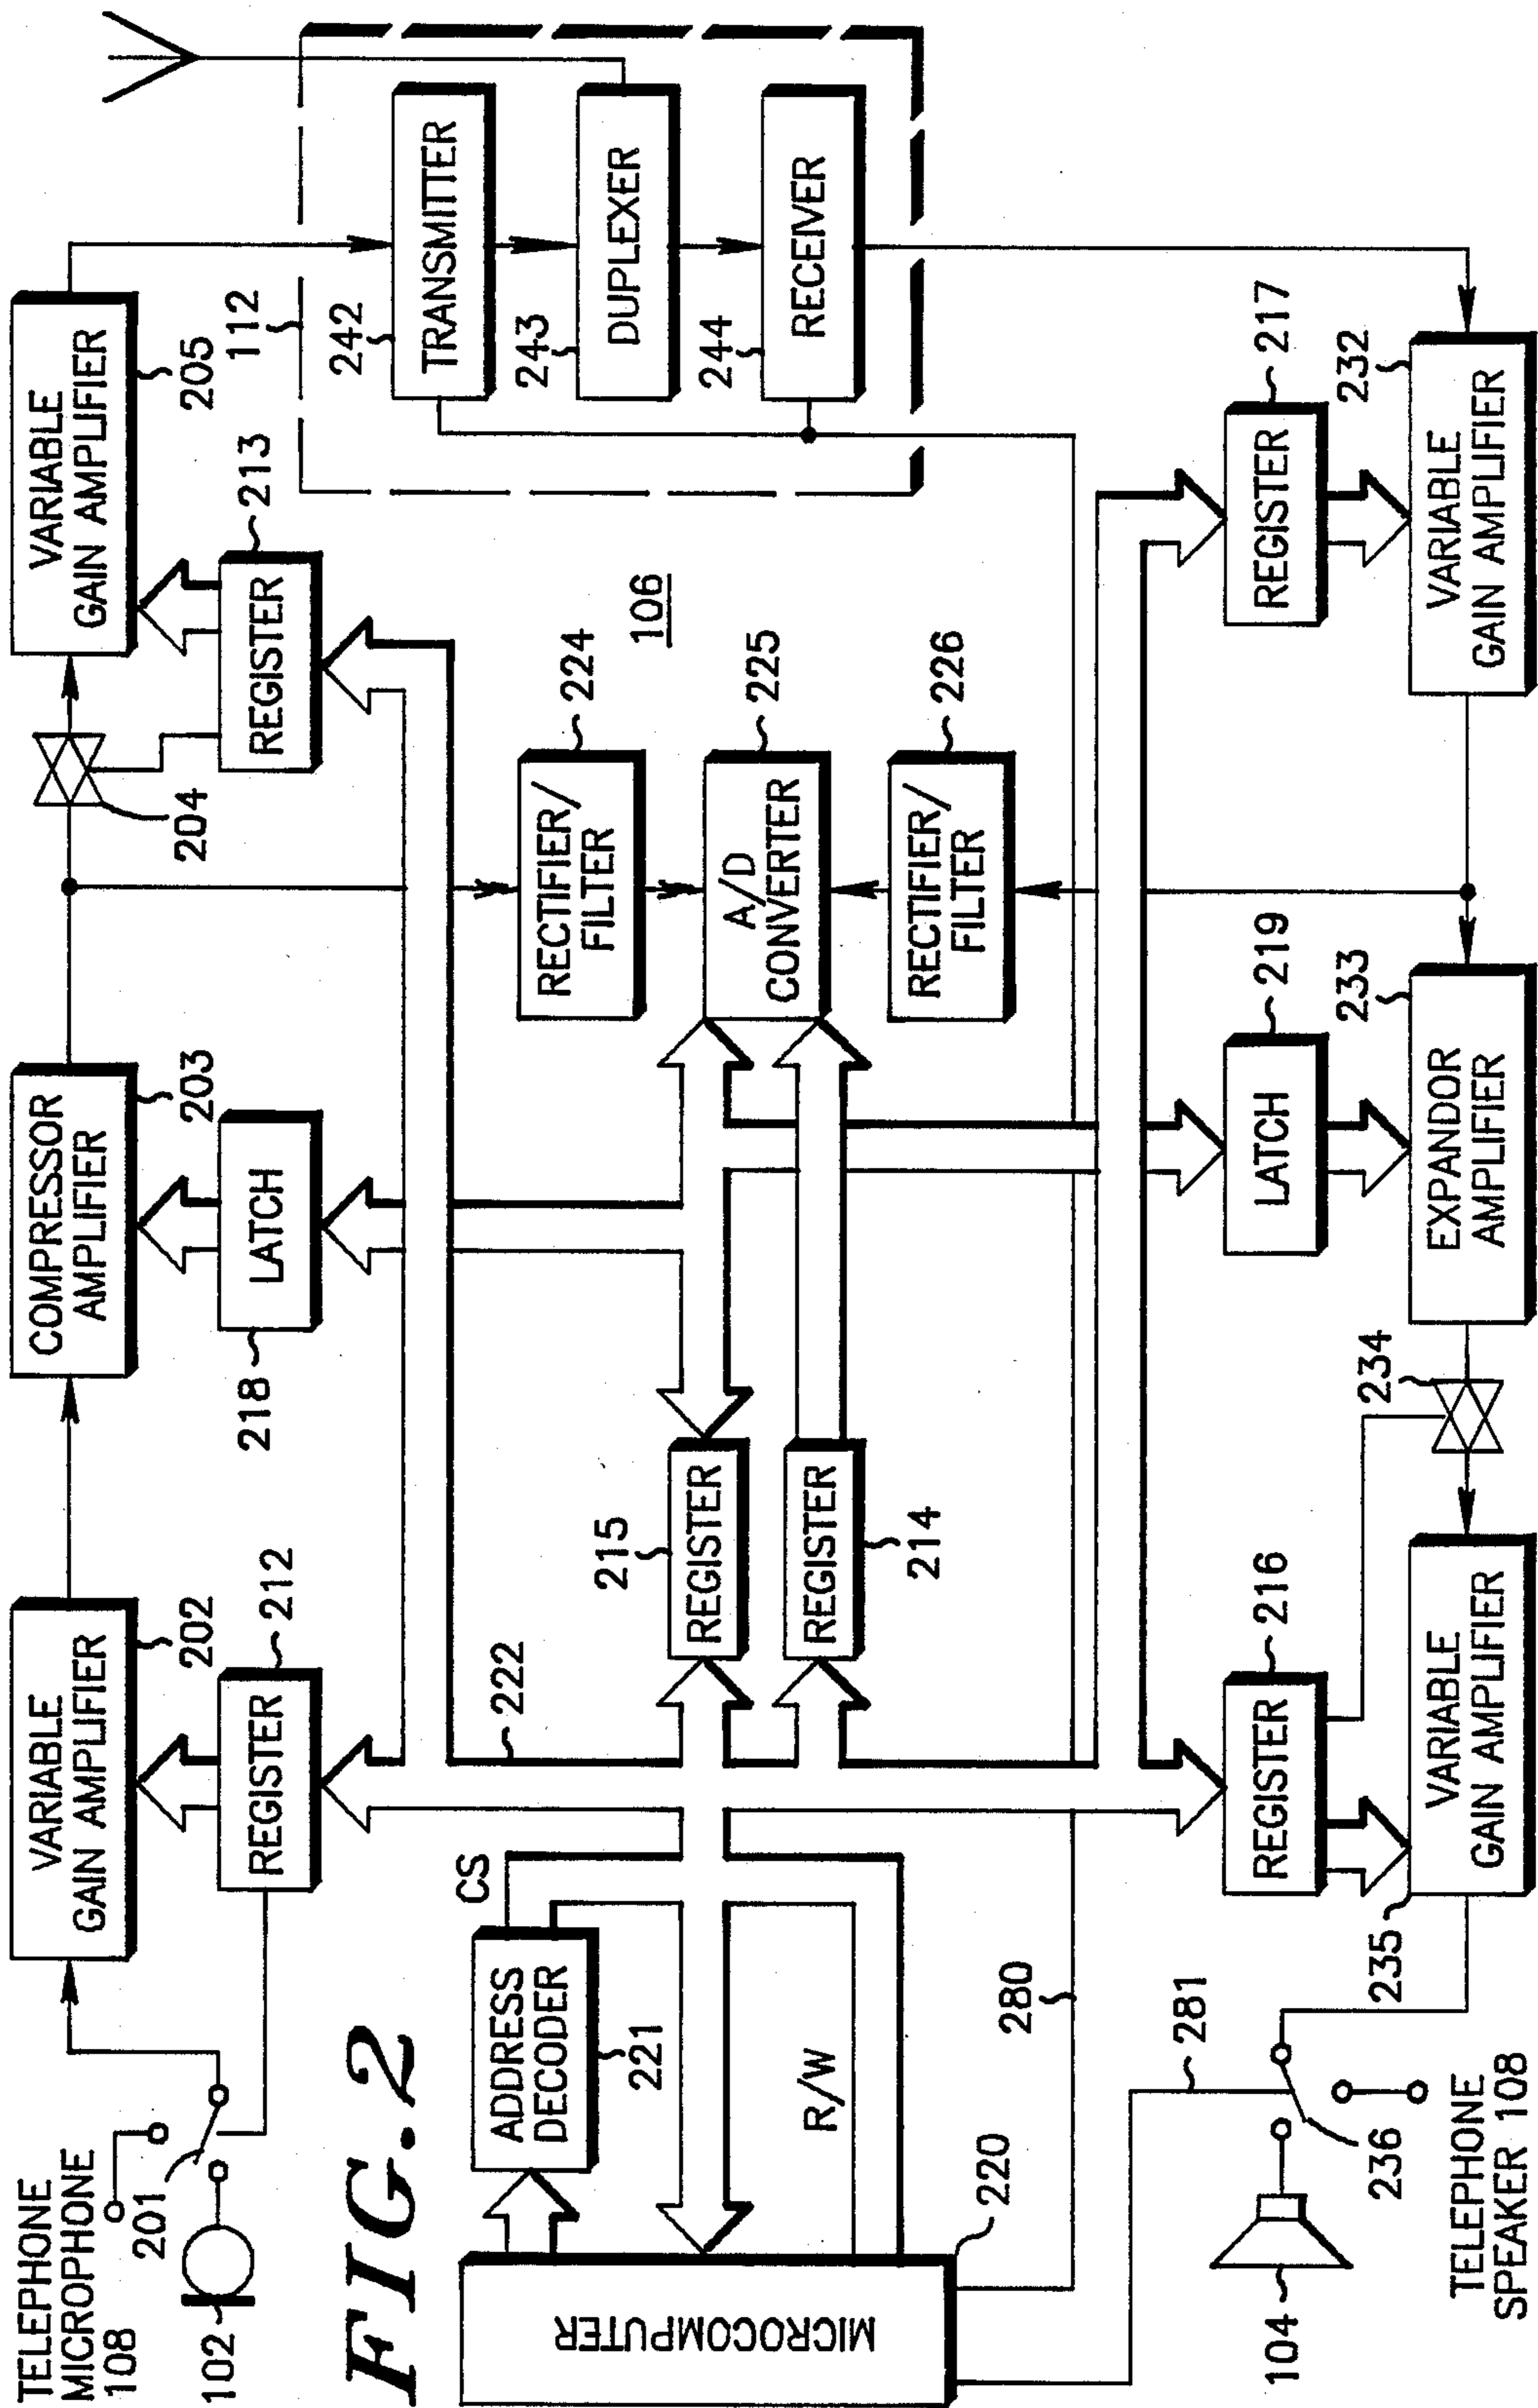 FIG.2
TELEPHONE
MICROPHONE
108
201
102
VARIABLE
GAIN AMPLIFIER
202
REGISTER
212
COMPRESSOR
AMPLIFIER
203
LATCH
218
204
VARIABLE
GAIN AMPLIFIER
205
REGISTER
213
112
TRANSMITTER
242
DUPLEXER
243
RECEIVER
244
106
RECTIFIER/
FILTER
224
A/D
CONVERTER
225
RECTIFIER/
FILTER
226
215
REGISTER
REGISTER
214
222
CS
ADDRESS
DECODER
221
R/W
MICROCOMPUTER
220
280
281
REGISTER
216
LATCH
219
REGISTER
217
VARIABLE
GAIN AMPLIFIER
235
234
EXPANDOR
AMPLIFIER
233
VARIABLE
GAIN AMPLIFIER
232
104
236
TELEPHONE
SPEAKER 108